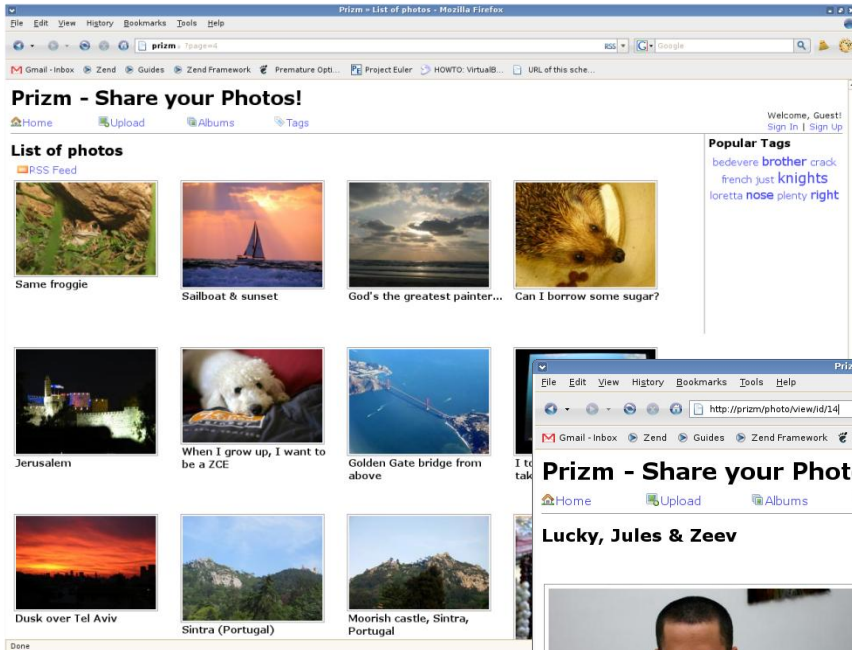 Prizm » List of photos - Mozilla Firefox
File Edit View History Bookmarks Tools Help
prizm ?page=4
RSS
Google
Gmail - Inbox Zend Guides Zend Framework Premature Opti... Project Euler HOWTO: VirtualB... URL of this sche...
Prizm - Share your Photos!
Home Upload Albums Tags
Welcome, Guest!
Sign In | Sign Up
List of photos
RSS Feed
Popular Tags
bedevere brother crack
french just knights
loretta nose plenty right
Same froggie
Sailboat & sunset
God's the greatest painter...
Can I borrow some sugar?
Jerusalem
When I grow up, I want to
be a ZCE
Golden Gate bridge from
above
I to
tak
Dusk over Tel Aviv
Sintra (Portugal)
Moorish castle, Sintra,
Portugal
Done
Priz
File Edit View History Bookmarks Tools Help
http://prizm/photo/view/id/14
Gmail - Inbox Zend Guides Zend Framework
Prizm - Share your Phot
Home Upload Albums
Lucky, Jules & Zeev